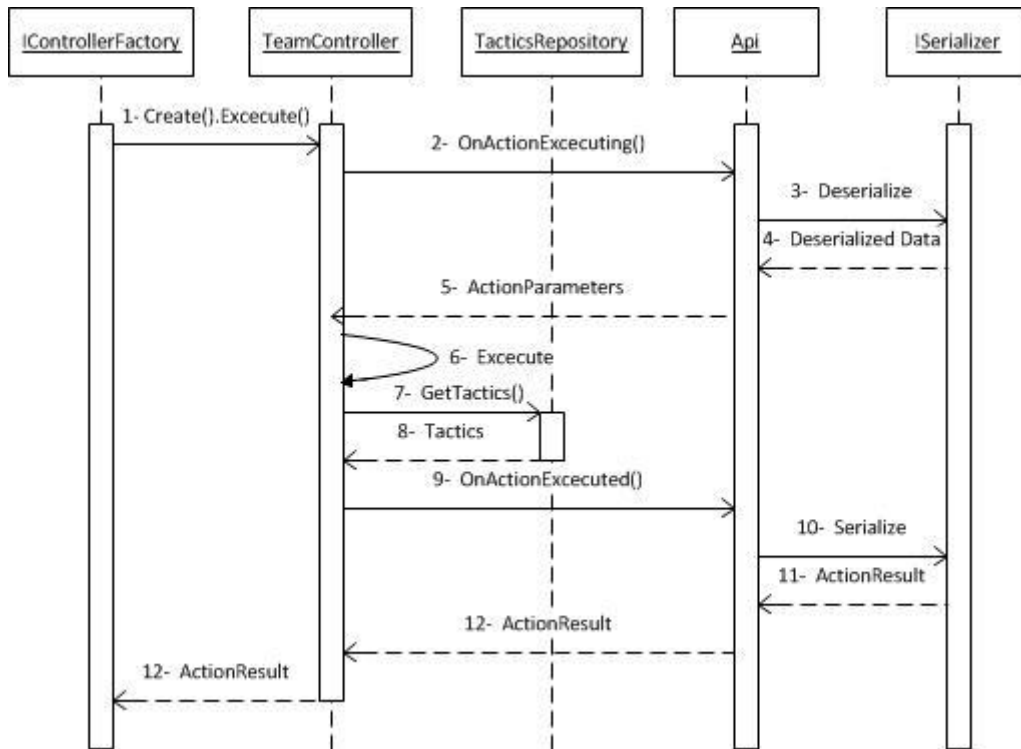 IControllerFactory
TeamController
TacticsRepository
Api
ISerializer
1- Create().Excecute()
2- OnActionExcecuting()
3- Deserialize
4- Deserialized Data
5- ActionParameters
6- Excecute
7- GetTactics()
8- Tactics
9- OnActionExcecuted()
10- Serialize
11- ActionResult
12- ActionResult
12- ActionResult